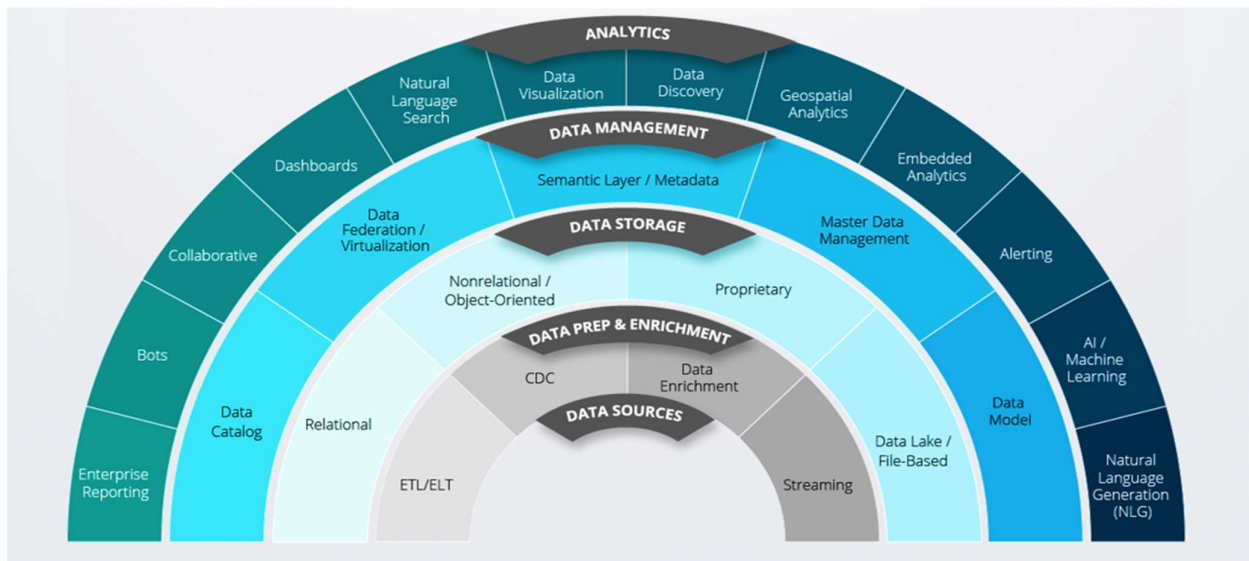 ANALYTICS
Enterprise
Reporting
Bots
Collaborative
Dashboards
Natural
Language
Search
Data
Visualization
Data
Discovery
Geospatial
Analytics
Embedded
Analytics
Alerting
AI /
Machine
Learning
Natural
Language
Generation
(NLG)
DATA MANAGEMENT
Data
Catalog
Data
Federation /
Virtualization
Semantic Layer / Metadata
Master Data
Management
Data
Model
DATA STORAGE
Relational
Nonrelational /
Object-Oriented
Proprietary
Data Lake /
File-Based
DATA PREP & ENRICHMENT
ETL/ELT
CDC
Data
Enrichment
Streaming
DATA SOURCES